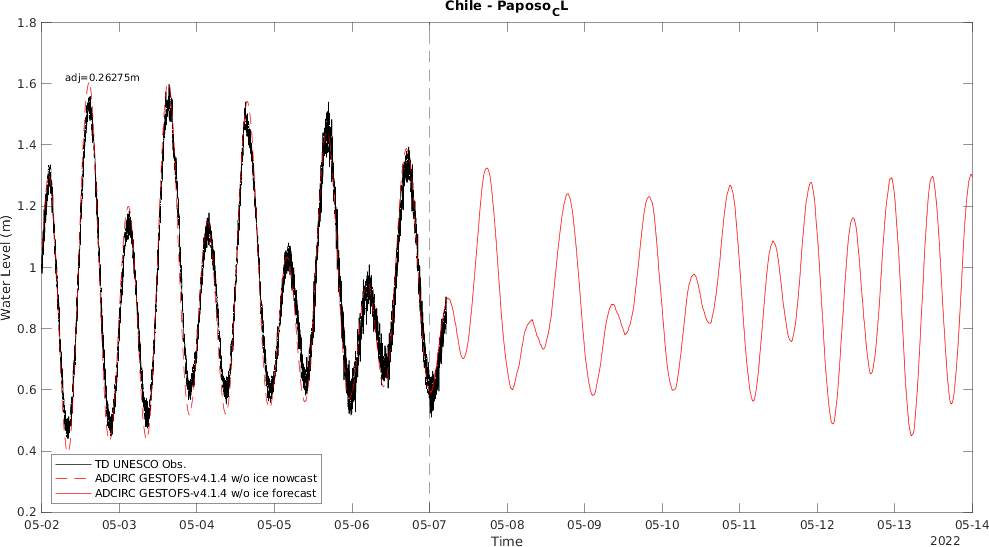 Chile - Paposo_CL
1.8
1.6
1.4
1.2
1
0.8
0.6
0.4
0.2
Water Level (m)
adj=0.26275m
TD UNESCO Obs.
ADCIRC GESTOFS-v4.1.4 w/o ice nowcast
ADCIRC GESTOFS-v4.1.4 w/o ice forecast
05-02 05-03 05-04 05-05 05-06 05-07 05-08 05-09 05-10 05-11 05-12 05-13 05-14
Time
2022